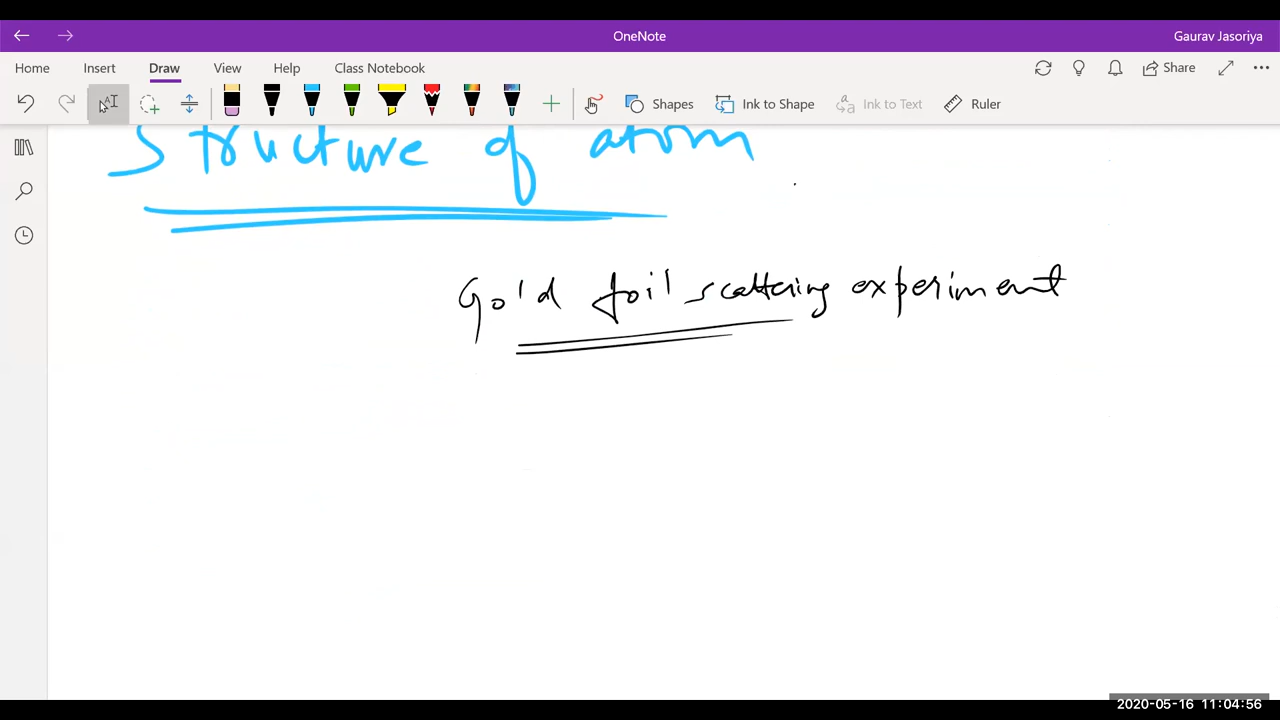 OneNote
Gaurav Jasoriya
Home Insert Draw View Help Class Notebook Share
Shapes Ink to Shape Ink to Text Ruler
Structure of atom
Gold foil scattering experiment
2020-05-16 11:04:56